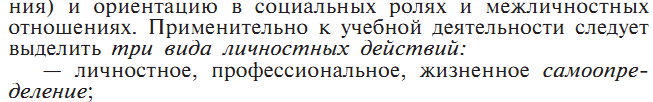 ния) и ориентацию в социальных ролях и межличностных
отношениях. Применительно к учебной деятельности следует
выделить три вида личностных действий:
— личностное, профессиональное, жизненное самоопре-
деление;